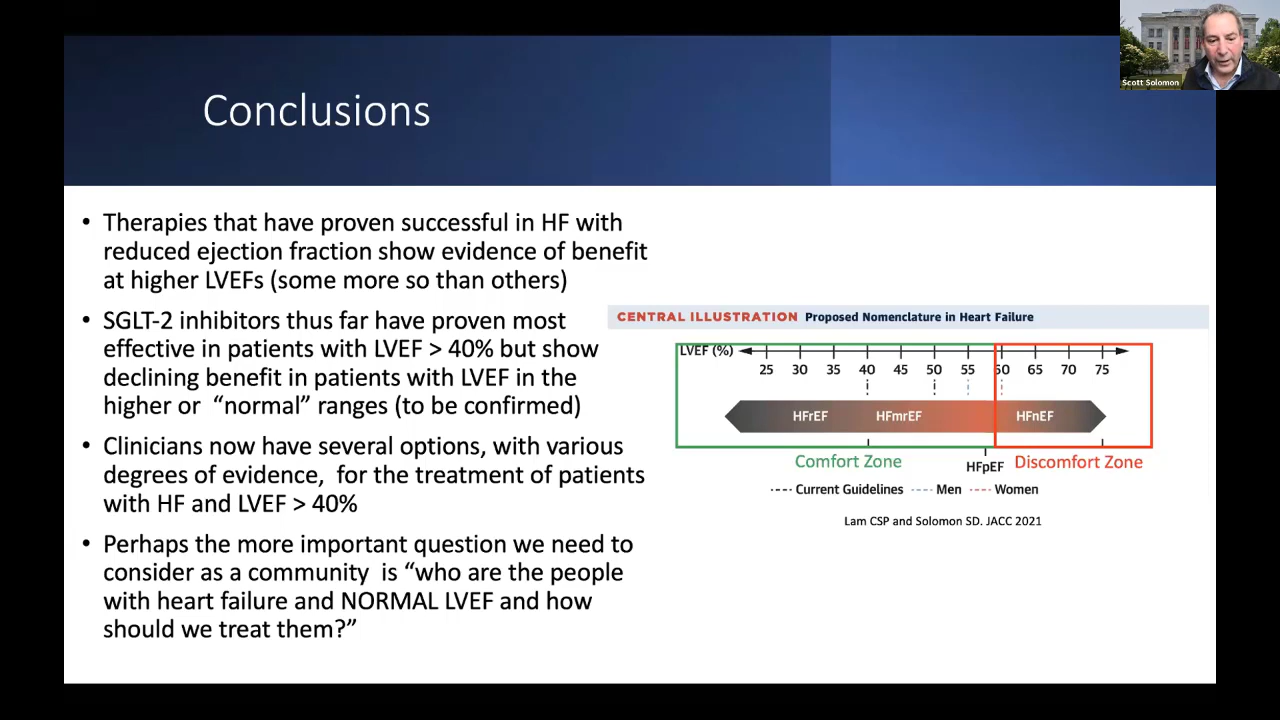 Scott Solomon
Conclusions
• Therapies that have proven successful in HF with
reduced ejection fraction show evidence of benefit
at higher LVEFs (some more so than others)
• SGLT-2 inhibitors thus far have proven most
effective in patients with LVEF > 40% but show
declining benefit in patients with LVEF in the
higher or “normal” ranges (to be confirmed)
• Clinicians now have several options, with various
degrees of evidence, for the treatment of patients
with HF and LVEF > 40%
• Perhaps the more important question we need to
consider as a community is “who are the people
with heart failure and NORMAL LVEF and how
should we treat them?”
CENTRAL ILLUSTRATION Proposed Nomenclature in Heart Failure
LVEF (%)
25 30 35 40 45 50 55 60 65 70 75
HFrEF HFmrEF HFnEF
Comfort Zone HFpEF Discomfort Zone
Current Guidelines Men Women
Lam CSP and Solomon SD. JACC 2021